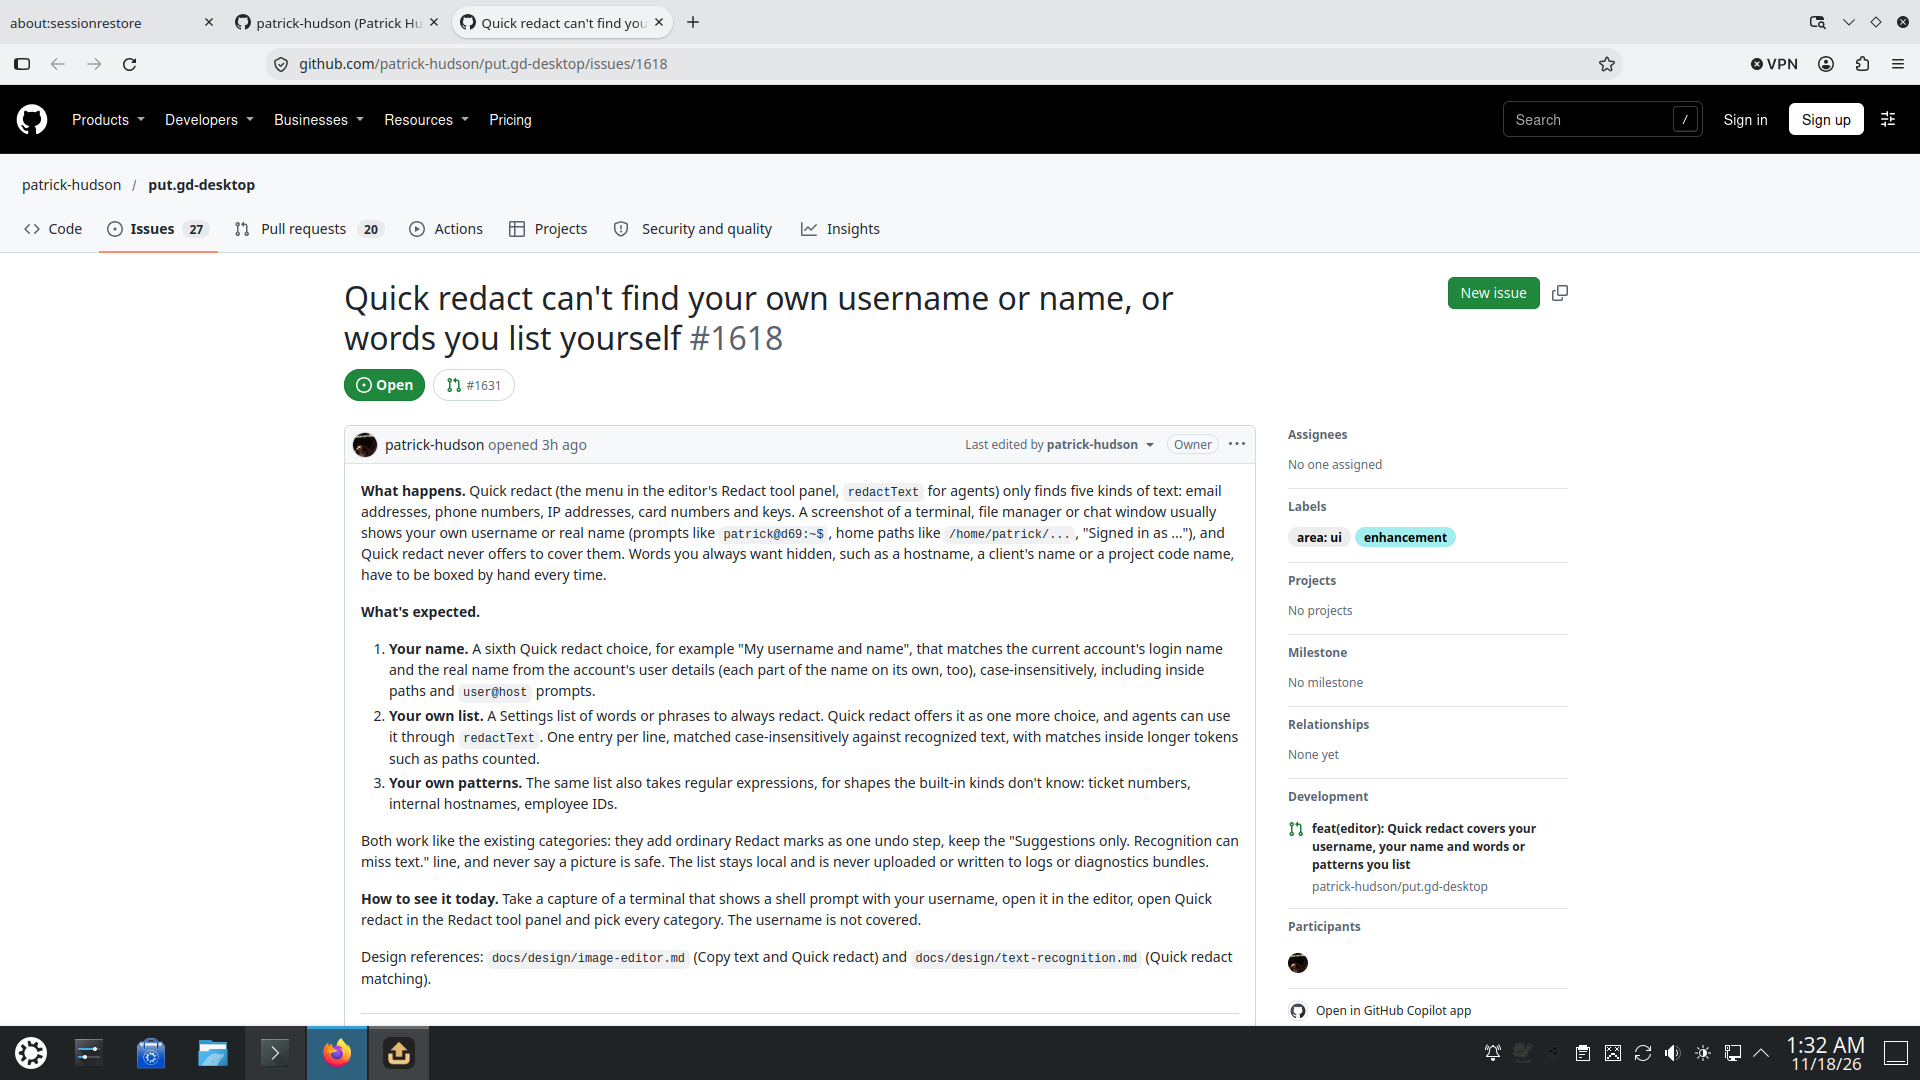 about:sessionrestore
patrick-hudson (Patrick Hu
Quick redact can't find you
github.com/patrick-hudson/put.gd-desktop/issues/1618
VPN
Products
Developers
Businesses
Resources
Pricing
Search
/
Sign in
Sign up
patrick-hudson / put.gd-desktop
Code
Issues 27
Pull requests 20
Actions
Projects
Security and quality
Insights
Quick redact can't find your own username or name, or
words you list yourself #1618
New issue
Open
#1631
patrick-hudson opened 3h ago
Last edited by patrick-hudson
Owner
What happens. Quick redact (the menu in the editor's Redact tool panel, redactText for agents) only finds five kinds of text: email
addresses, phone numbers, IP addresses, card numbers and keys. A screenshot of a terminal, file manager or chat window usually
shows your own username or real name (prompts like patrick@d69:~$, home paths like /home/patrick/..., "Signed in as ..."), and
Quick redact never offers to cover them. Words you always want hidden, such as a hostname, a client's name or a project code name,
have to be boxed by hand every time.
What's expected.
1. Your name. A sixth Quick redact choice, for example "My username and name", that matches the current account's login name
and the real name from the account's user details (each part of the name on its own, too), case-insensitively, including inside
paths and user@host prompts.
2. Your own list. A Settings list of words or phrases to always redact. Quick redact offers it as one more choice, and agents can use
it through redactText. One entry per line, matched case-insensitively against recognized text, with matches inside longer tokens
such as paths counted.
3. Your own patterns. The same list also takes regular expressions, for shapes the built-in kinds don't know: ticket numbers,
internal hostnames, employee IDs.
Both work like the existing categories: they add ordinary Redact marks as one undo step, keep the "Suggestions only. Recognition can
miss text." line, and never say a picture is safe. The list stays local and is never uploaded or written to logs or diagnostics bundles.
How to see it today. Take a capture of a terminal that shows a shell prompt with your username, open it in the editor, open Quick
redact in the Redact tool panel and pick every category. The username is not covered.
Design references: docs/design/image-editor.md (Copy text and Quick redact) and docs/design/text-recognition.md (Quick redact
matching).
Assignees
No one assigned
Labels
area: ui
enhancement
Projects
No projects
Milestone
No milestone
Relationships
None yet
Development
feat(editor): Quick redact covers your
username, your name and words or
patterns you list
patrick-hudson/put.gd-desktop
Participants
Open in GitHub Copilot app
1:32 AM
11/18/26